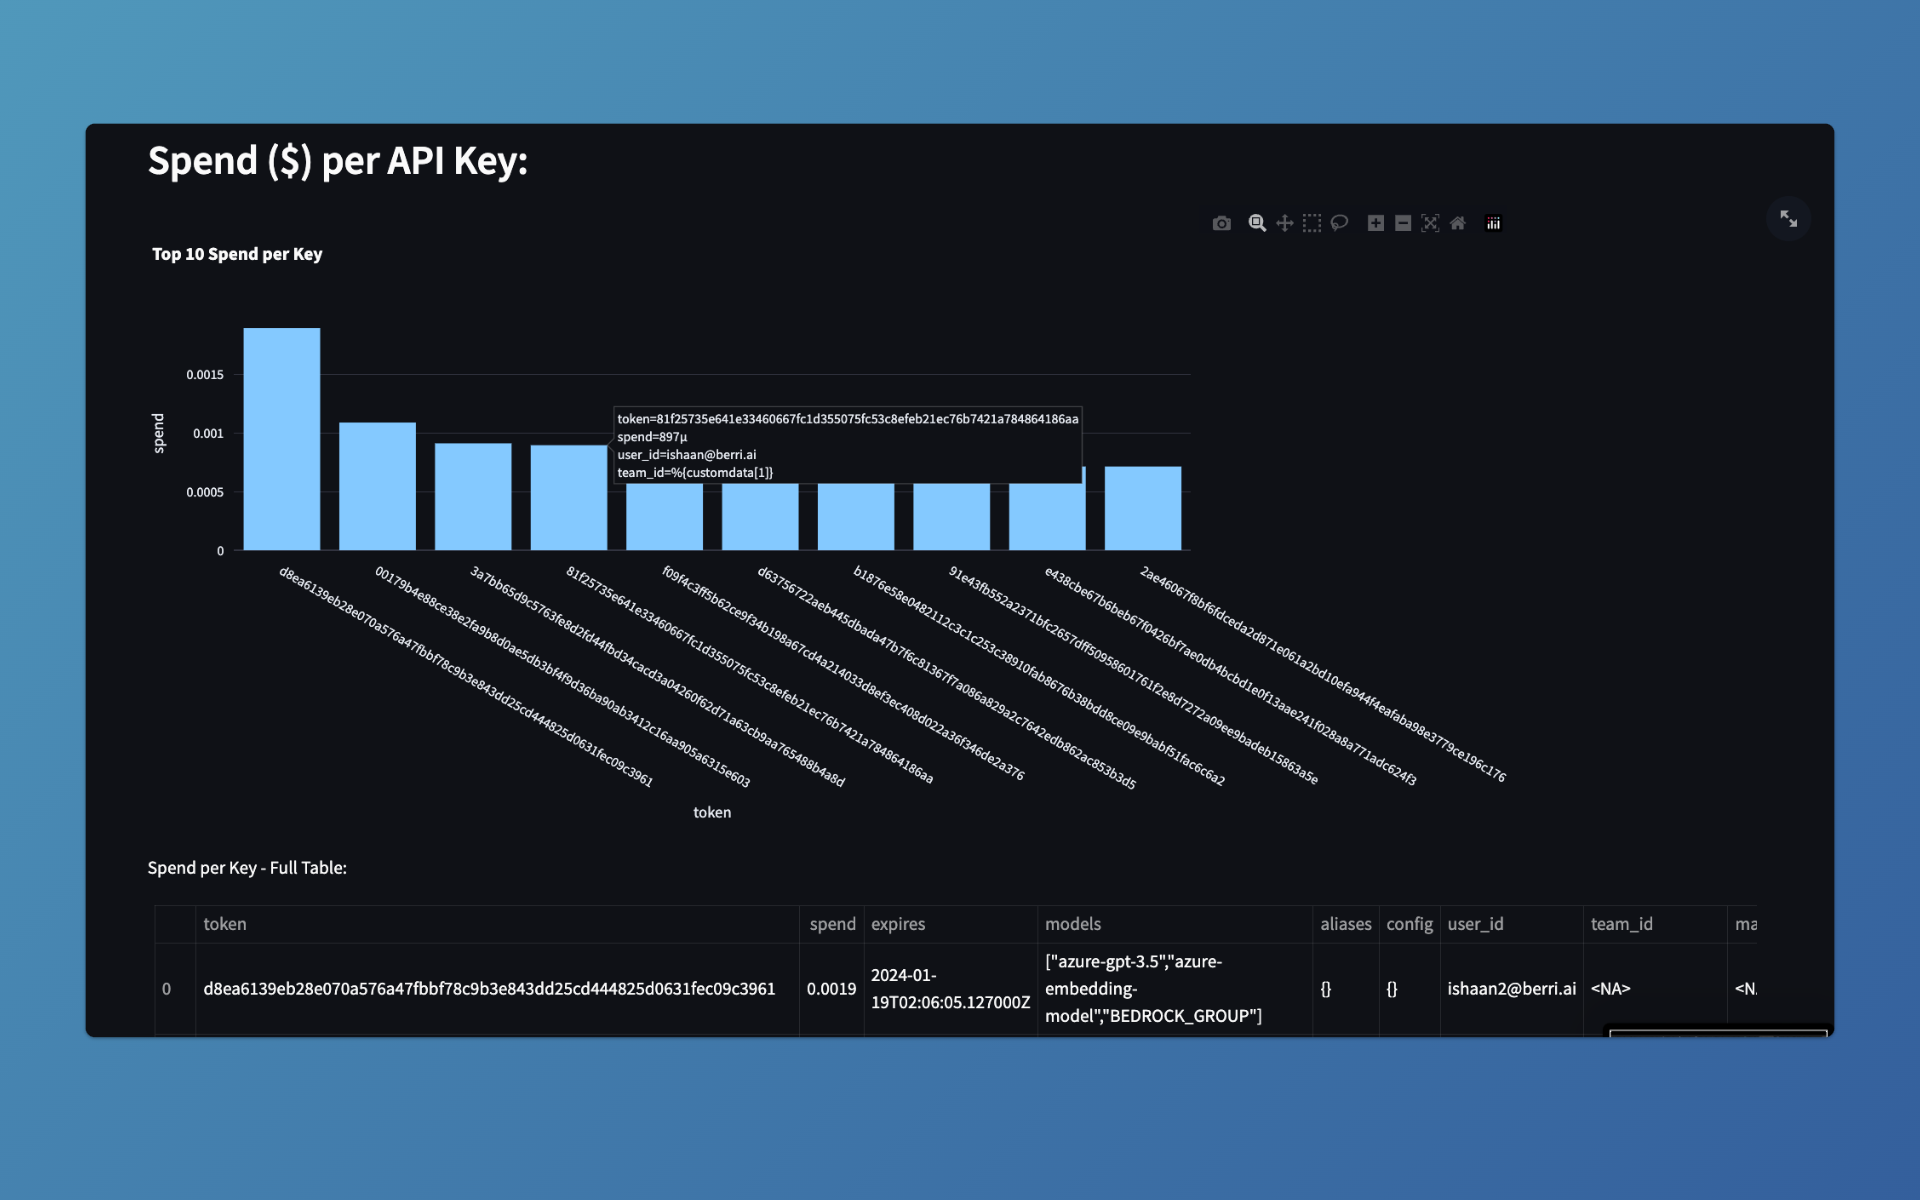 Spend ($) per API Key:
Top 10 Spend per Key
0.0015
0.001
0.0005
0
spend
token=81f25735e641e33460667fc1d355075fc53c8efeb21ec76b7421a784864186aa
spend=897μ
user_id=ishaan@berri.ai
team_id=%{customdata[1]}
d8ea6139eb28e070a576a47fbbf78c9b3e843dd25cd444825d0631fec09c3961
00179b4e88ce38e2fa9b8d0ae5db3bf4f9d36ba90ab3412c16aa905a6315e603
3a7bb65d9c5763fe8d2fd44fbd34cacd3a04260f62d71a63cb9aa765488b4a8d
81f25735e641e33460667fc1d355075fc53c8efeb21ec76b7421a784864186aa
f09f4c3ff5b62ce9f34b198a67cd4a214033d8ef3ec408d022a36f346de2a376
d63756722aeb445dbada47b7f6c81367f7a086a829a2c7642edb862ac853b3d5
b1876e58e0482112c3c1c253c38910fab8676b38bdd8ce09e9babf51fac6c6a2
91e43fb552a2371bfc2657dff50958601761f2e8d7272a09ee9badeb15863a5e
e438cbe67b6beb67f0426bf7ae0db4bcbd1e0f13aae241f028a8a771adc624f3
2ae46067f8bf6fdceda2d871e061a2bd10efa944f4eafaba98e3779ce196c176
token
Spend per Key - Full Table:
token spend expires models aliases config user_id team_id ma
0 d8ea6139eb28e070a576a47fbbf78c9b3e843dd25cd444825d0631fec09c3961 0.0019 2024-01-
19T02:06:05.127000Z ["azure-gpt-3.5","azure-
embedding-
model","BEDROCK_GROUP"] {} {} ishaan2@berri.ai <NA> <N.